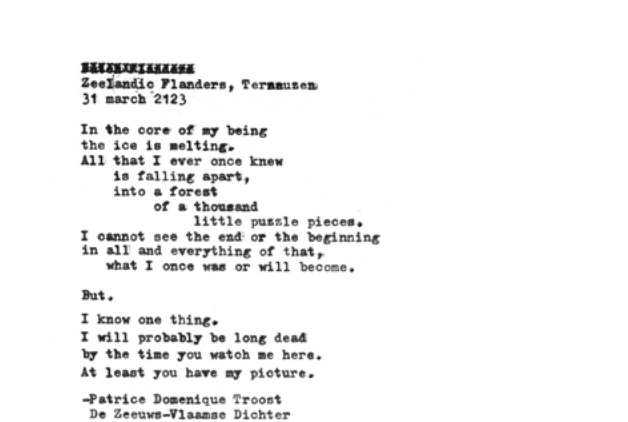 Zeelandic Flanders, Ternauzen
31 march 2123
In the core of my being
the ice is melting.
All that I ever once knew
is falling apart,
into a forest
of a thousand
little puzzle pieces.
I cannot see the end or the beginning
in all and everything of that,
what I once was or will become.
But.
I know one thing.
I will probably be long dead
by the time you watch me here.
At least you have my picture.
-Patrice Domenique Troost
De Zeeuws-Vlaamse Dichter